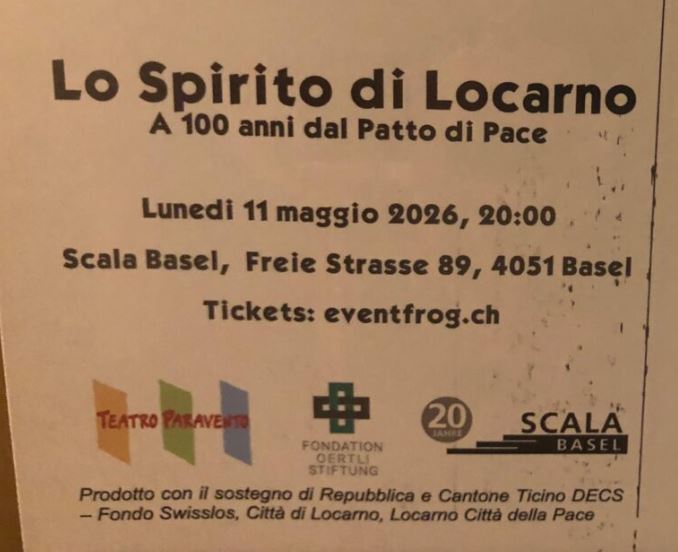 Lo Spirito di Locarno
A 100 anni dal Patto di Pace
Lunedi 11 maggio 2026, 20:00
Scala Basel, Freie Strasse 89, 4051 Basel
Tickets: eventfrog.ch
TEATRO PARAVENTO
FONDATION
OERTLI
STIFTUNG
20
JAHRE
SCALA
BASEL
Prodotto con il sostegno di Repubblica e Cantone Ticino DECS
– Fondo Swisslos, Città di Locarno, Locarno Città della Pace